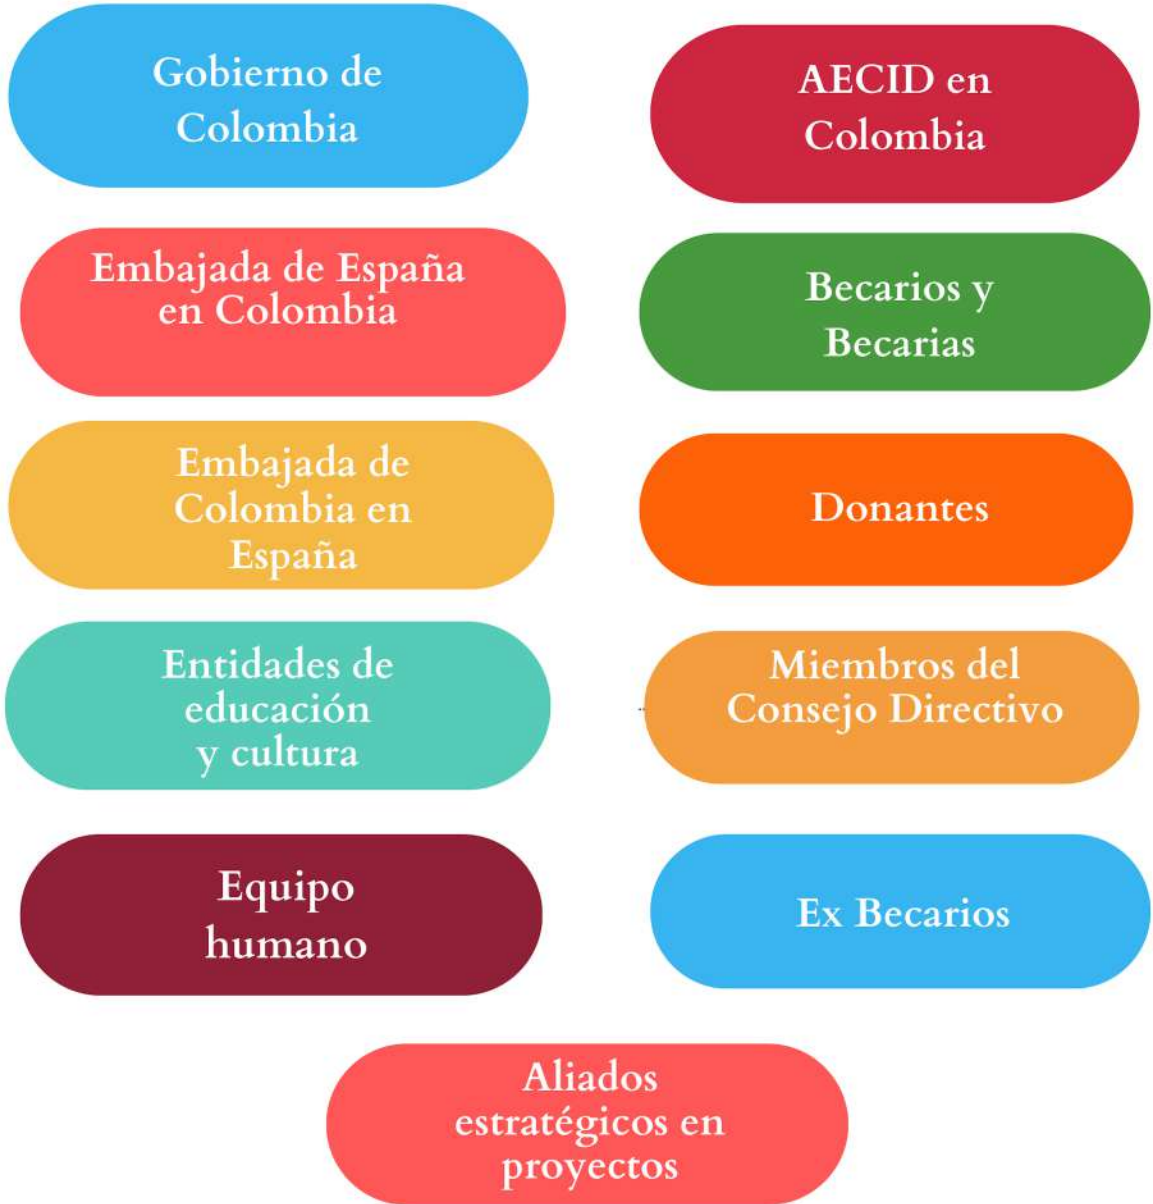 Gobierno de
Colombia
AECID en
Colombia
Embajada de España
en Colombia
Becarios y
Becarias
Embajada de
Colombia en
España
Donantes
Entidades de
educación
y cultura
Miembros del
Consejo Directivo
Equipo
humano
Ex Becarios
Aliados
estratégicos en
proyectos